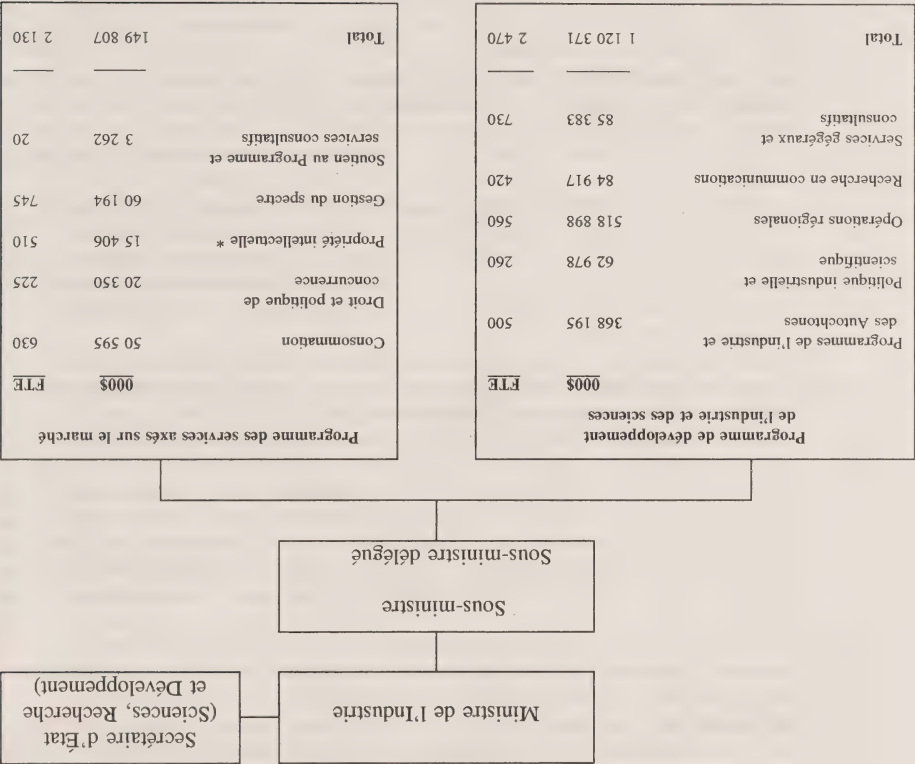 Ministre de l'Industrie
Secrétaire d'État
(Sciences, Recherche
et Développement)
Sous-ministre
Sous-ministre délégué
Programme de développement
de l'industrie et des sciences
000$ FTE
Programmes de l'industrie et
des Autochtones 368 195 500
Politique industrielle et
scientifique 62 978 260
Opérations régionales 518 898 560
Recherche en communications 84 917 420
Services gégéraux et
consultatifs 85 383 730
Total 1 120 371 2 470
Programme des services axés sur le marché
000$ FTE
Consommation 50 595 630
Droit et politique de
concurrence 20 350 225
Propriété intellectuelle * 15 406 510
Gestion du spectre 60 194 745
Soutien au Programme et
services consultatifs 3 262 20
Total 149 807 2 130